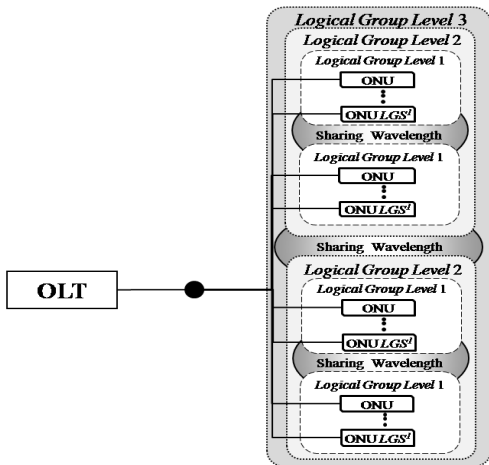 Logical Group Level 3
Logical Group Level 2
Logical Group Level 1
ONU
ONU LGS¹
Sharing Wavelength
Logical Group Level 1
ONU
ONU LGS¹
Sharing Wavelength
OLT
Logical Group Level 2
Logical Group Level 1
ONU
ONU LGS¹
Sharing Wavelength
Logical Group Level 1
ONU
ONU LGS¹